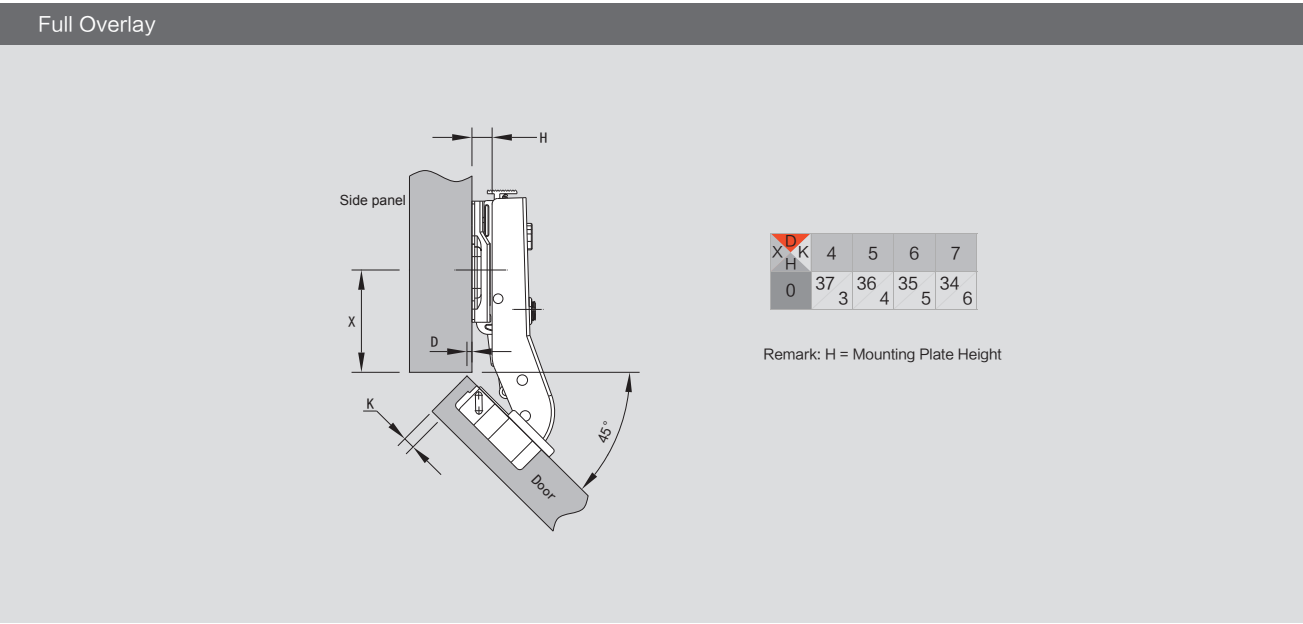 Full Overlay
H
Side panel
X
D
K
45°
Door
D
X K 4 5 6 7
H
0 37 3 36 4 35 5 34 6
Remark: H = Mounting Plate Height